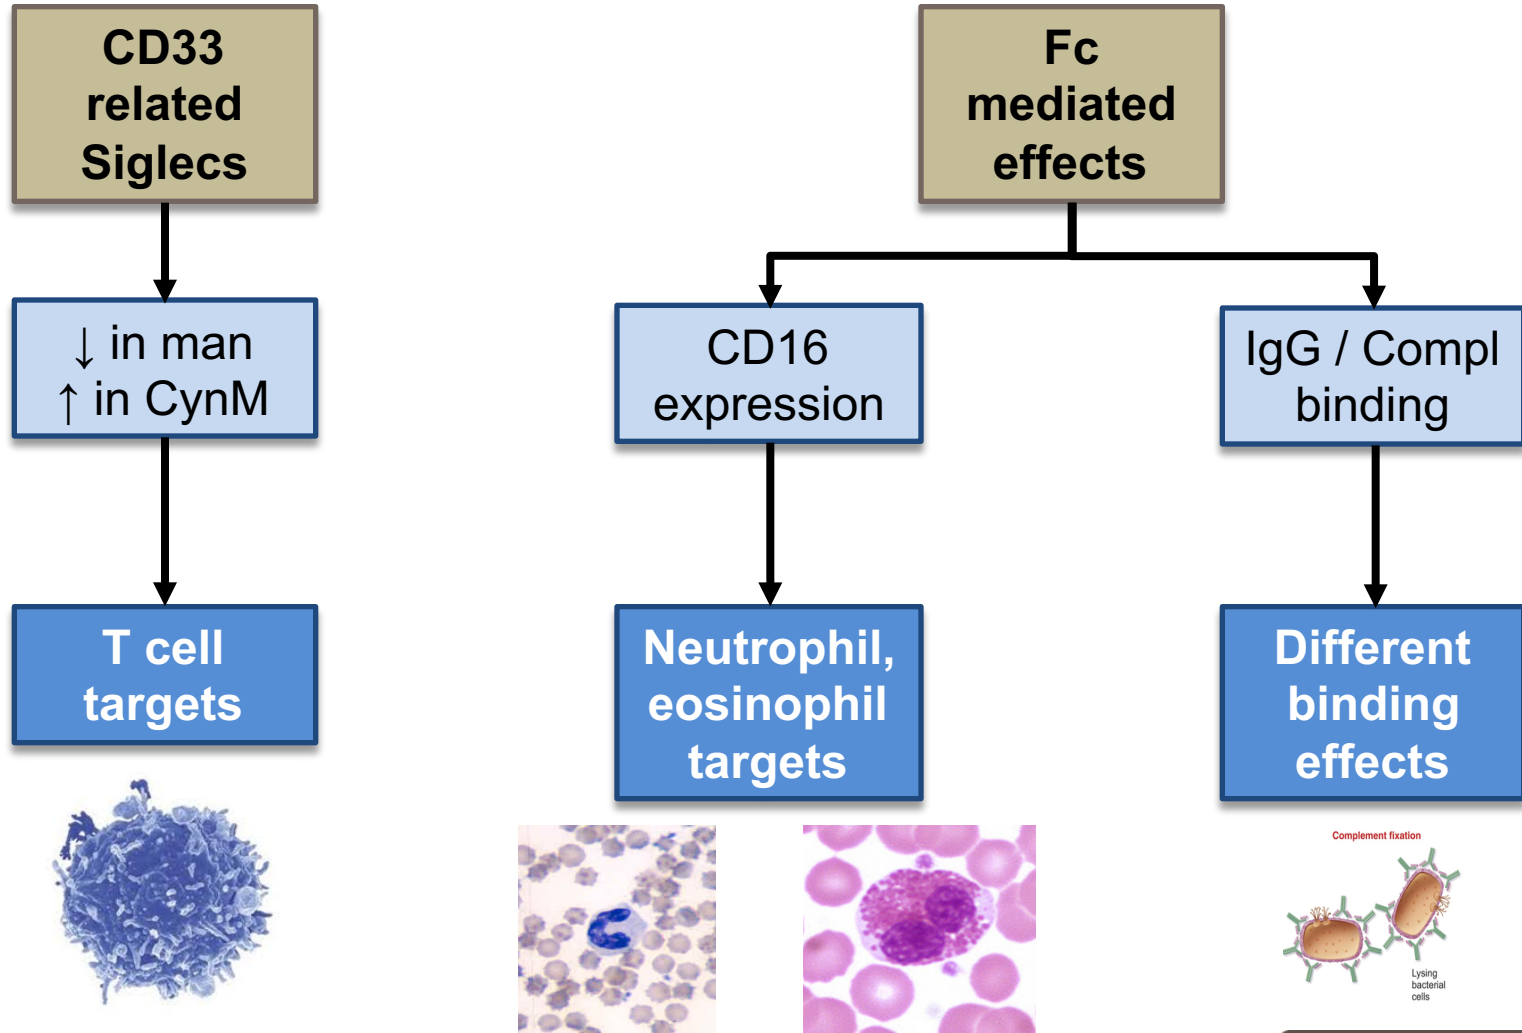 CD33
related
Siglecs
Fc
mediated
effects
↓ in man
↑ in CynM
CD16
expression
IgG / Compl
binding
T cell
targets
Neutrophil,
eosinophil
targets
Different
binding
effects
Complement fixation
Lysing
bacterial
cells